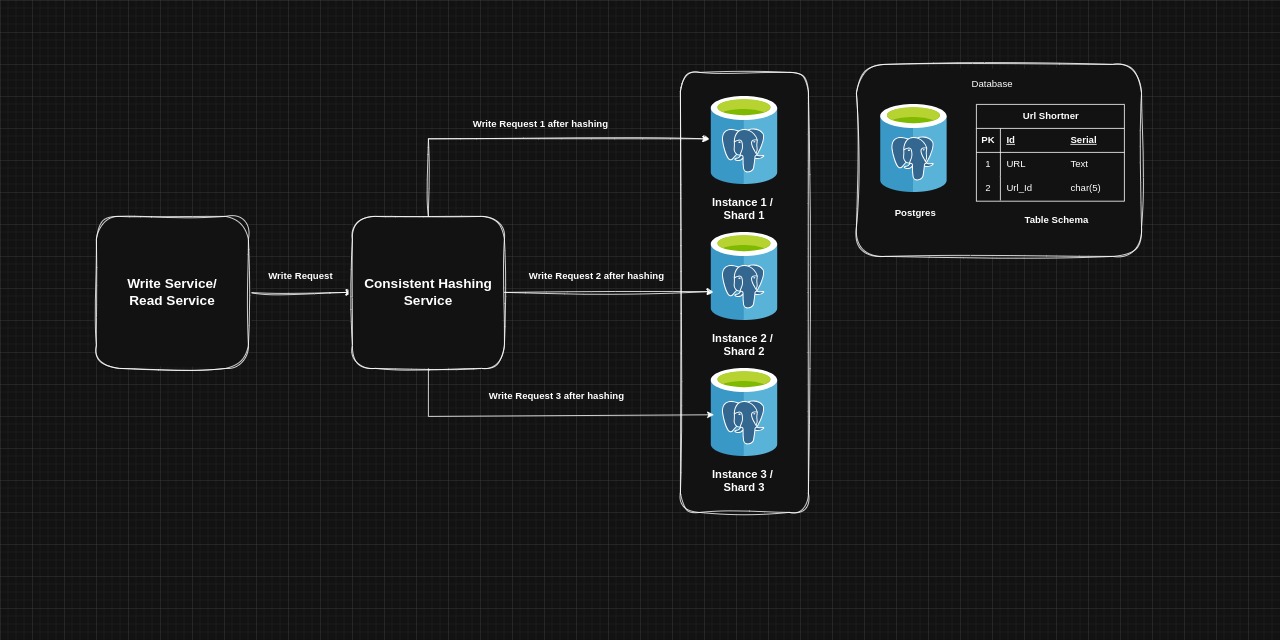 Write Service/
Read Service
Write Request
Consistent Hashing
Service
Write Request 1 after hashing
Write Request 2 after hashing
Write Request 3 after hashing
Instance 1 /
Shard 1
Instance 2 /
Shard 2
Instance 3 /
Shard 3
Database
Postgres
Url Shortner
PK Id Serial
1 URL Text
2 Url_Id char(5)
Table Schema